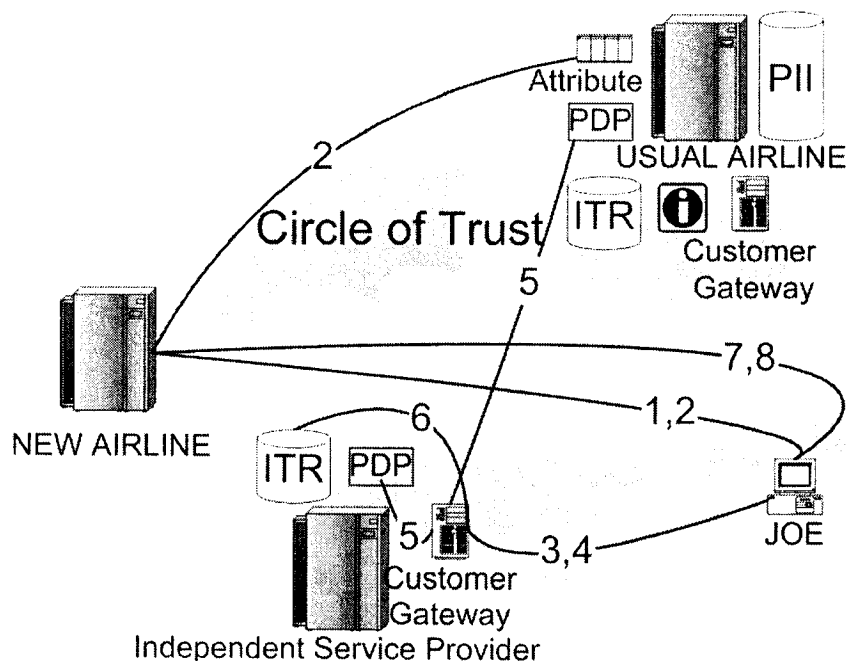 Attribute
PII
PDP
USUAL AIRLINE
2
Circle of Trust
ITR
Customer
Gateway
5
7,8
1,2
NEW AIRLINE
6
ITR
PDP
5
3,4
JOE
Customer
Gateway
Independent Service Provider